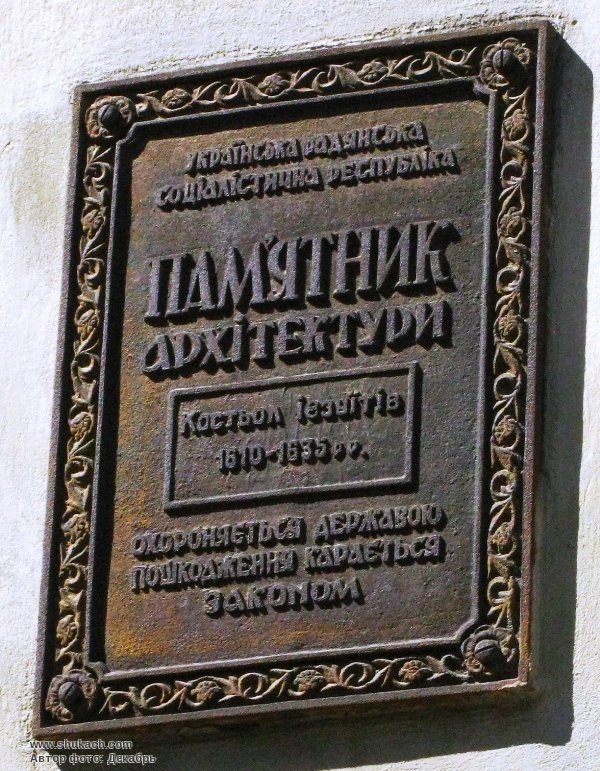 Українська Радянська
Соціалістична Республіка
ПАМ'ЯТНИК
АРХІТЕКТУРИ
Костьол ієзуїтів
1610-1635 р р.
ОХОРОНЯЄТЬСЯ ДЕРЖАВОЮ
ПОШКОДЖЕННЯ КАРАЄТЬСЯ
ЗАКОНОМ
www.shukach.com
Автор фото: Декабрь